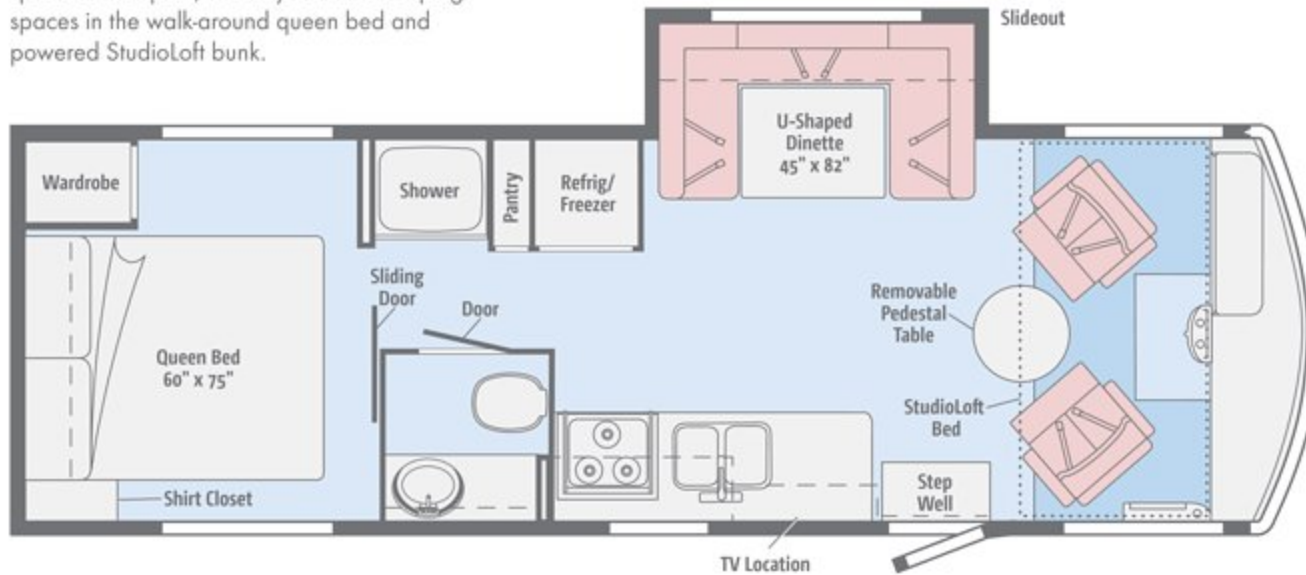 spaces in the walk-around queen bed and
powered StudioLoft bunk.
Slideout
U-Shaped
Dinette
45" x 82"
Wardrobe
Shower
Pantry
Refrig/
Freezer
Sliding
Door
Door
Removable
Pedestal
Table
Queen Bed
60" x 75"
StudioLoft
Bed
Shirt Closet
Step
Well
TV Location